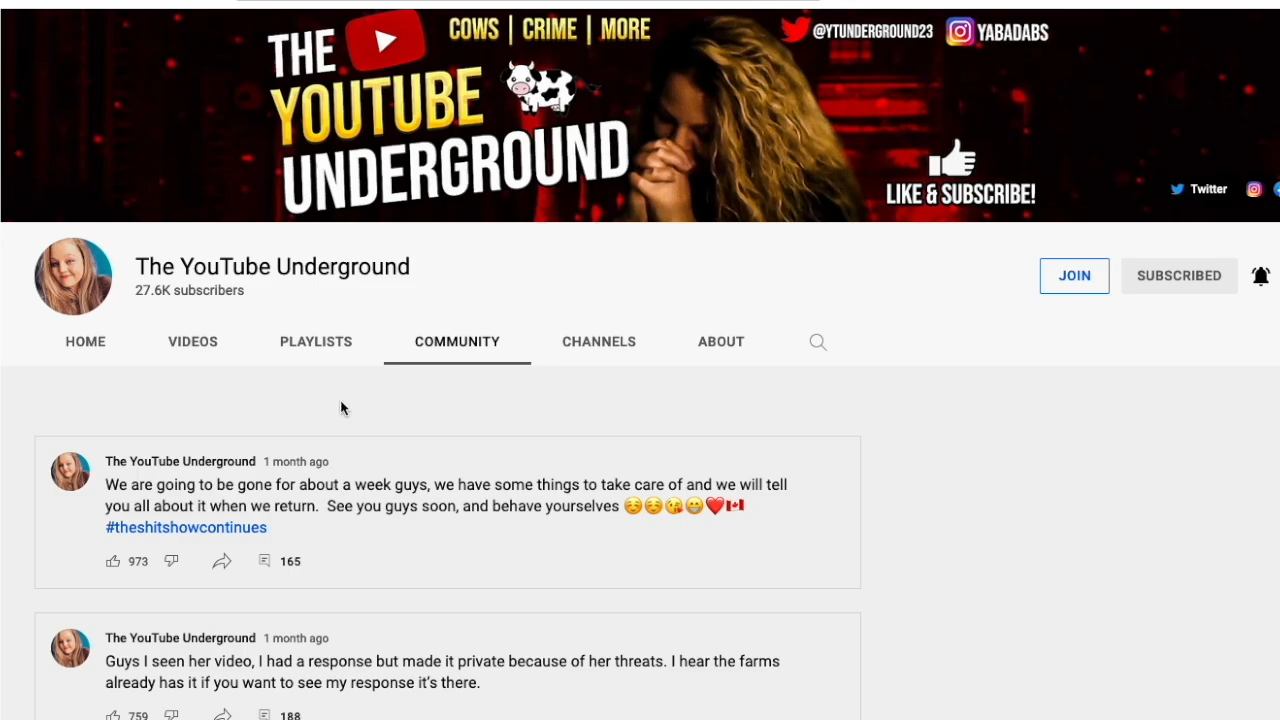 COWS | CRIME | MORE
@YTUNDERGROUND23 YABADABS
THE
YOUTUBE
UNDERGROUND
LIKE & SUBSCRIBE!
Twitter
The YouTube Underground
27.6K subscribers
JOIN SUBSCRIBED
HOME VIDEOS PLAYLISTS COMMUNITY CHANNELS ABOUT
The YouTube Underground 1 month ago
We are going to be gone for about a week guys, we have some things to take care of and we will tell
you all about it when we return. See you guys soon, and behave yourselves ☺️☺️😘😁❤️🇨🇦
#theshitshowcontinues
973 165
The YouTube Underground 1 month ago
Guys I seen her video, I had a response but made it private because of her threats. I hear the farms
already has it if you want to see my response it's there.
759 188